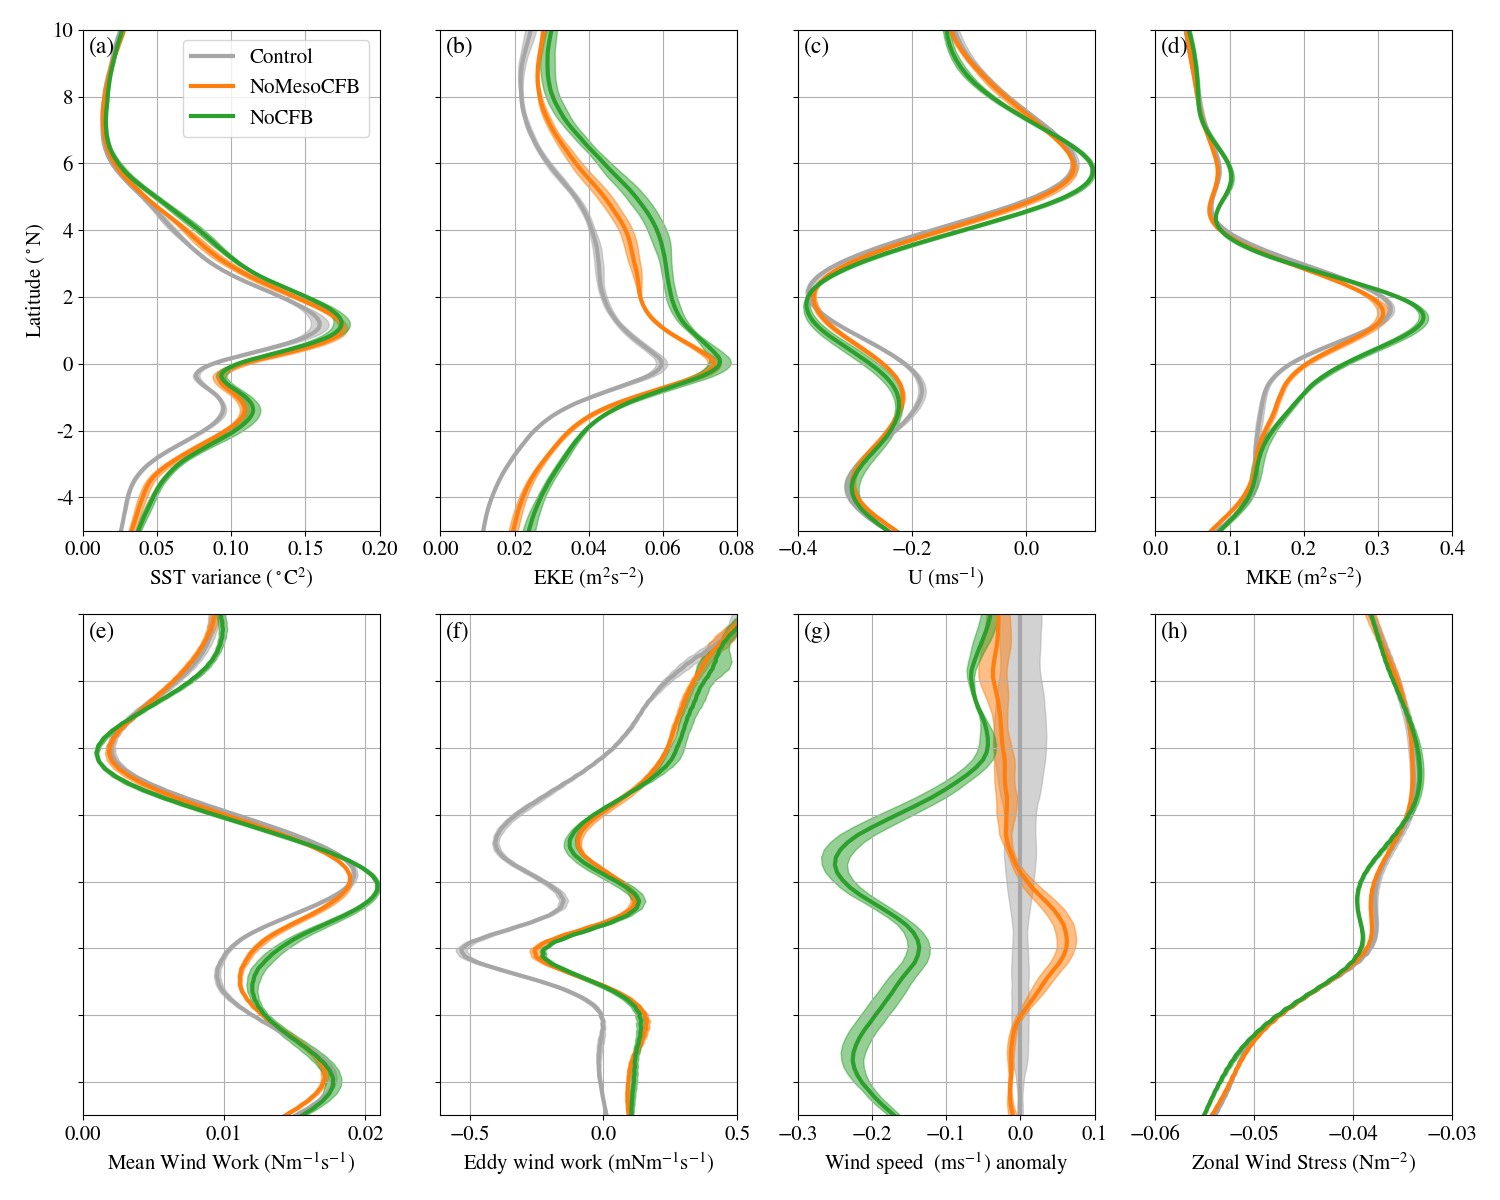 (a)
Control
NoMesoCFB
NoCFB
10
8
6
4
2
0
-2
-4
Latitude (°N)
0.00 0.05 0.10 0.15 0.20
SST variance (°C²)
(b)
0.00 0.02 0.04 0.06 0.08
EKE (m²s⁻²)
(c)
−0.4 −0.2 0.0
U (ms⁻¹)
(d)
0.0 0.1 0.2 0.3 0.4
MKE (m²s⁻²)
(e)
0.00 0.01 0.02
Mean Wind Work (Nm⁻¹s⁻¹)
(f)
−0.5 0.0 0.5
Eddy wind work (mNm⁻¹s⁻¹)
(g)
−0.3 −0.2 −0.1 0.0 0.1
Wind speed (ms⁻¹) anomaly
(h)
−0.06 −0.05 −0.04 −0.03
Zonal Wind Stress (Nm⁻²)